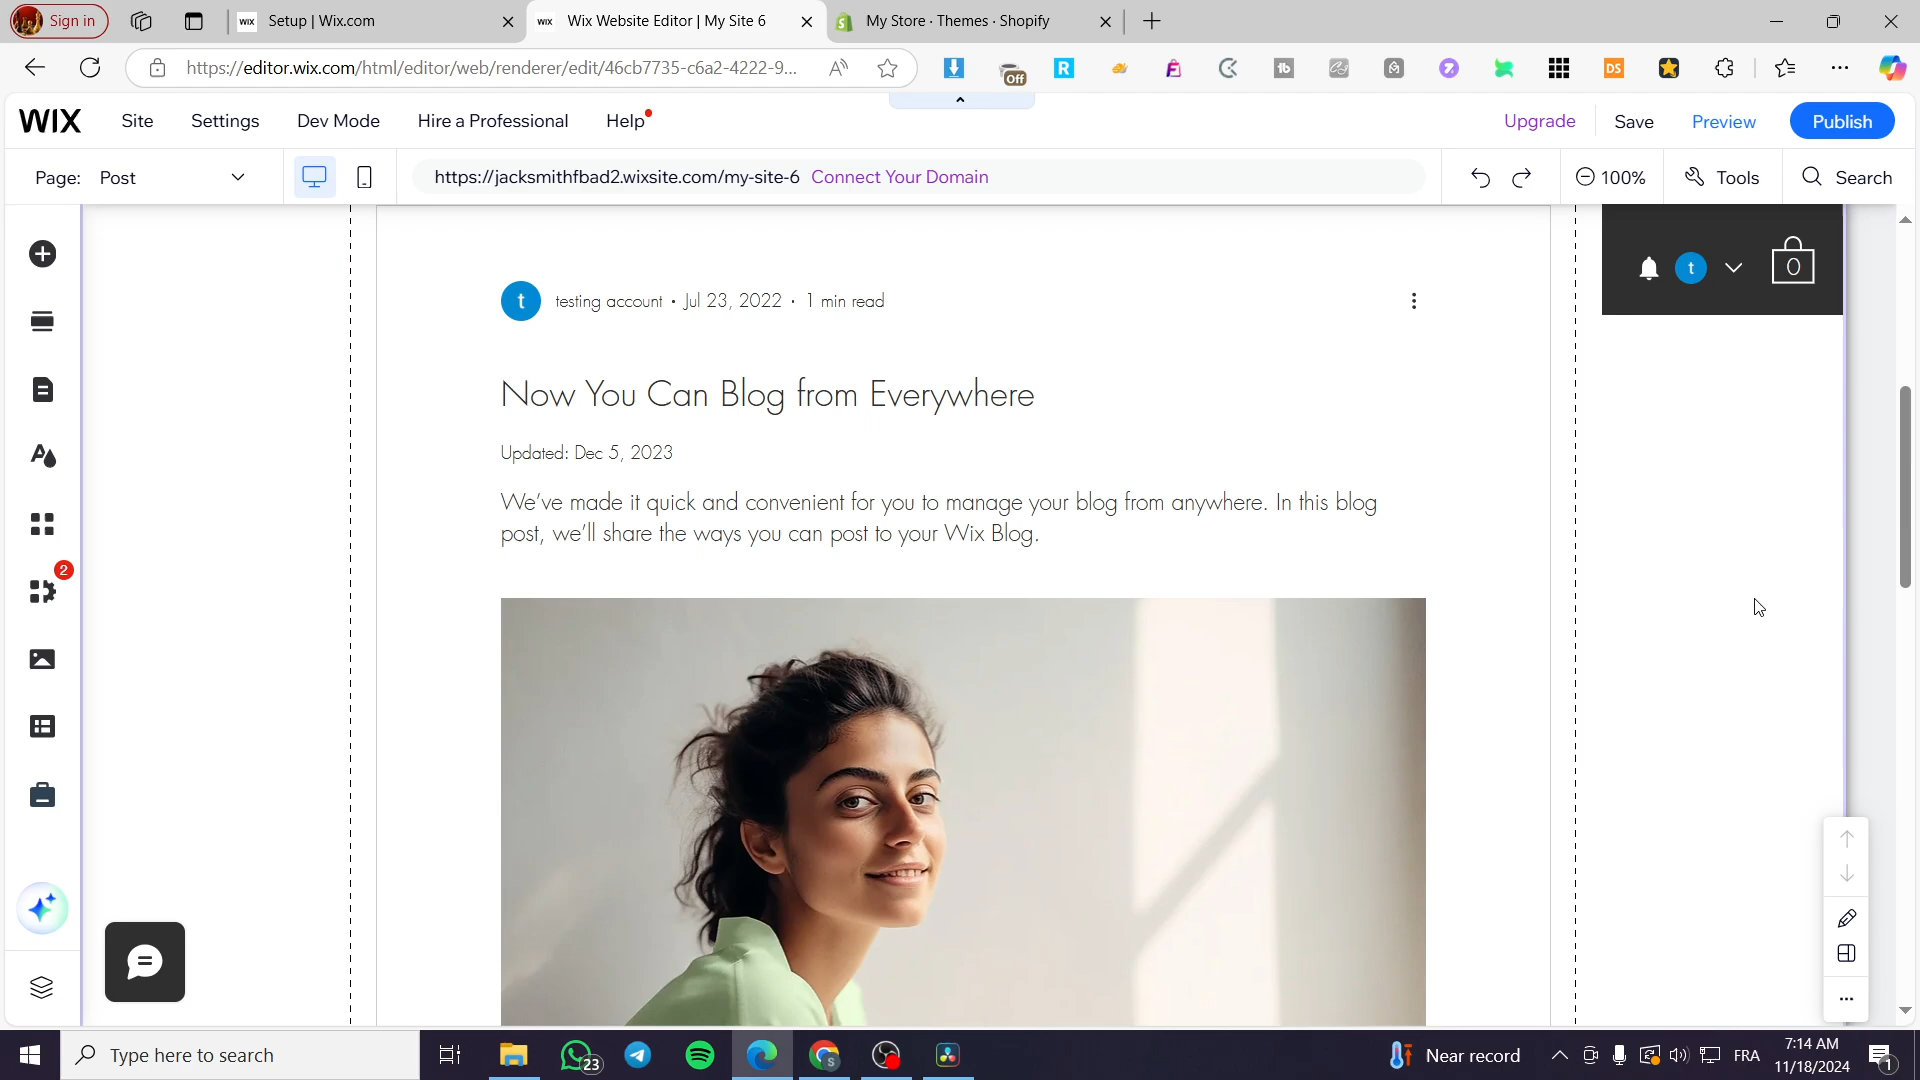 Sign in
Setup | Wix.com
Wix Website Editor | My Site 6
My Store · Themes · Shopify
https://editor.wix.com/html/editor/web/renderer/edit/46cb7735-c6a2-4222-9...
Off
WIX
Site
Settings
Dev Mode
Hire a Professional
Help
Upgrade
Save
Preview
Publish
Page: Post
https://jacksmithfbad2.wixsite.com/my-site-6 Connect Your Domain
100%
Tools
Search
t
0
t
testing account · Jul 23, 2022 · 1 min read
Now You Can Blog from Everywhere
Updated: Dec 5, 2023
We've made it quick and convenient for you to manage your blog from anywhere. In this blog
post, we'll share the ways you can post to your Wix Blog.
2
Type here to search
23
Near record
FRA
7:14 AM
11/18/2024
1